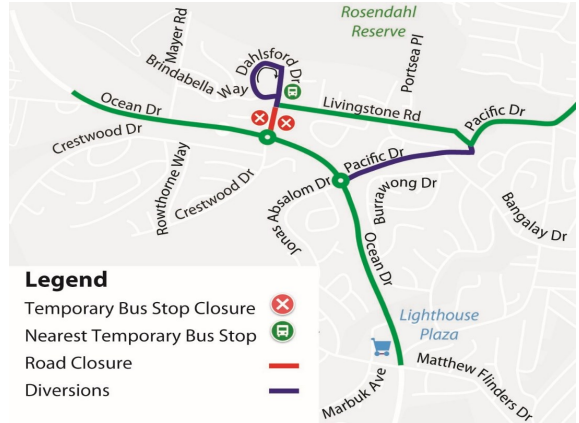 Rosendahl
Reserve
Mayer Rd
Brindabella Way
Dahlsford Dr
Portsea Pl
Ocean Dr
Livingstone Rd
Pacific Dr
Crestwood Dr
Rowthorne Way
Crestwood Dr
Jonas Absalom Dr
Pacific Dr
Burrawong Dr
Bangalay Dr
Ocean Dr
Lighthouse
Plaza
Marbuk Ave
Matthew Flinders Dr
Legend
Temporary Bus Stop Closure
Nearest Temporary Bus Stop
Road Closure
Diversions